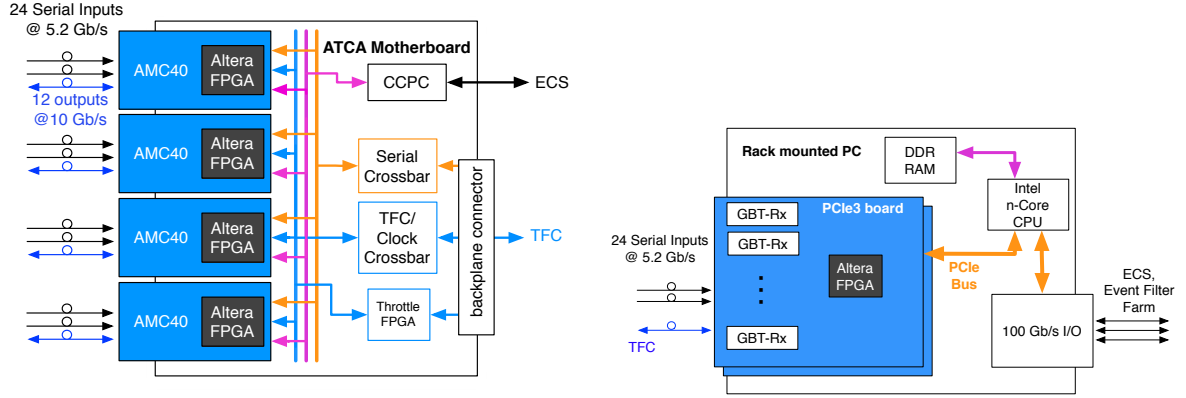 24 Serial Inputs
@ 5.2 Gb/s
12 outputs
@10 Gb/s
AMC40
Altera
FPGA
AMC40
Altera
FPGA
AMC40
Altera
FPGA
AMC40
Altera
FPGA
ATCA Motherboard
CCPC
ECS
Serial
Crossbar
TFC/
Clock
Crossbar
Throttle
FPGA
backplane connector
TFC
Rack mounted PC
DDR
RAM
Intel
n-Core
CPU
PCIe3 board
GBT-Rx
GBT-Rx
GBT-Rx
Altera
FPGA
24 Serial Inputs
@ 5.2 Gb/s
TFC
PCIe
Bus
100 Gb/s I/O
ECS,
Event Filter
Farm